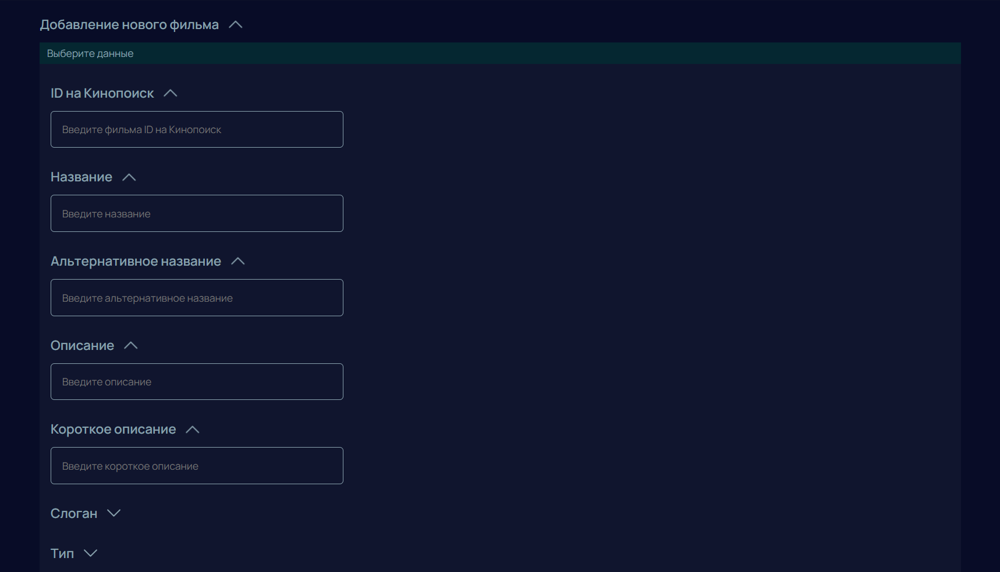 Добавление нового фильма
Выберите данные
ID на Кинопоиск
Введите фильма ID на Кинопоиск
Название
Введите название
Альтернативное название
Введите альтернативное название
Описание
Введите описание
Короткое описание
Введите короткое описание
Слоган
Тип